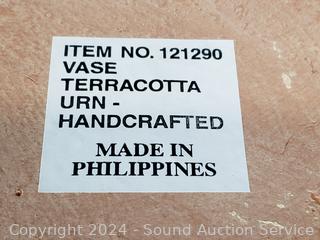 ITEM NO. 121290
VASE
TERRACOTTA
URN -
HANDCRAFTED
MADE IN
PHILIPPINES
Copyright 2024 - Sound Auction Service